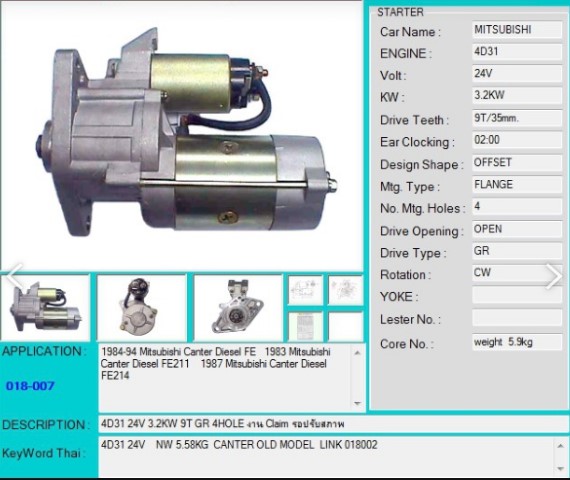 STARTER
Car Name : MITSUBISHI
ENGINE : 4D31
Volt : 24V
KW : 3.2KW
Drive Teeth : 9T/35mm.
Ear Clocking : 02:00
Design Shape : OFFSET
Mtg. Type : FLANGE
No. Mtg. Holes : 4
Drive Opening : OPEN
Drive Type : GR
Rotation : CW
YOKE :
Lester No. :
Core No. : weight 5.9kg
APPLICATION :
018-007
1984-94 Mitsubishi Canter Diesel FE 1983 Mitsubishi
Canter Diesel FE211 1987 Mitsubishi Canter Diesel
FE214
DESCRIPTION : 4D31 24V 3.2KW 9T GR 4HOLE งาน Claim รอปรับสภาพ
KeyWord Thai : 4D31 24V NW 5.58KG CANTER OLD MODEL LINK 018002